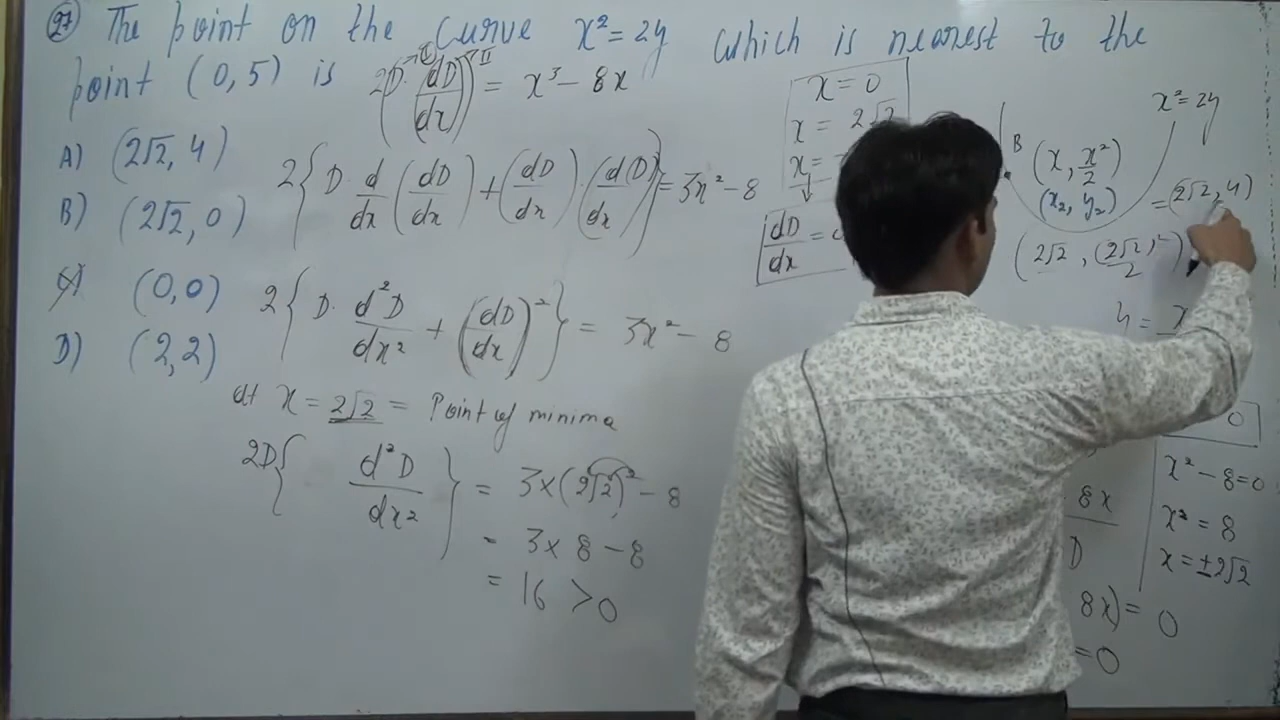 27) The point on the curve x² = 2y which is nearest to the
point (0,5) is
A) (2√2, 4)
B) (2√2, 0)
C) (0,0)
D) (2,2)
2(D · (dD/dx)) = x³ - 8x
I II
2{D · d/dx (dD/dx) + (dD/dx) · (dD/dx)} = 3x² - 8
2{D · d²D/dx² + (dD/dx)²} = 3x² - 8
at x = 2√2 = Point of minima
2D{ d²D/dx² } = 3×(2√2)² - 8
= 3 × 8 - 8
= 16 > 0
x = 0
x = 2√2
x =
dD/dx =
x² = 2y
B (x, x²/2)
(x₂, y₂)
(2√2, (2√2)²/2)
= (2√2, 4)
y = x
0
x² - 8 = 0
x² = 8
x = ±2√2
8x
D
8x) = 0
= 0